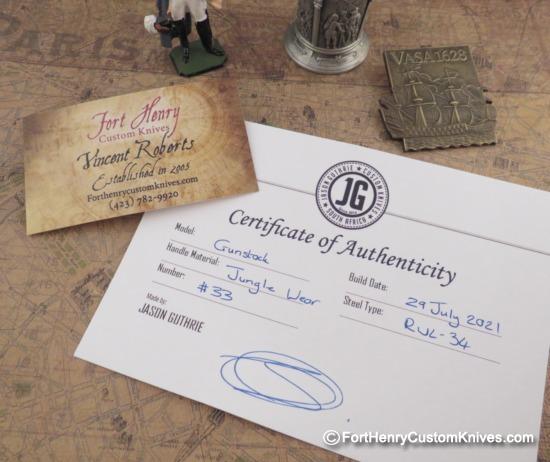 PARIS
VASA 1628
Fort Henry
Custom Knives
Vincent Roberts
Established in 2005
Forthenrycustomknives.com
(423) 782-9920
JASON GUTHRIE • CUSTOM KNIVES
JG
SOUTH AFRICA
Certificate of Authenticity
Model: Gunstock
Handle Material: Jungle Wear
Number: #33
Made by:
JASON GUTHRIE
Build Date: 29 July 2021
Steel Type: RWL-34
©FortHenryCustomKnives.com